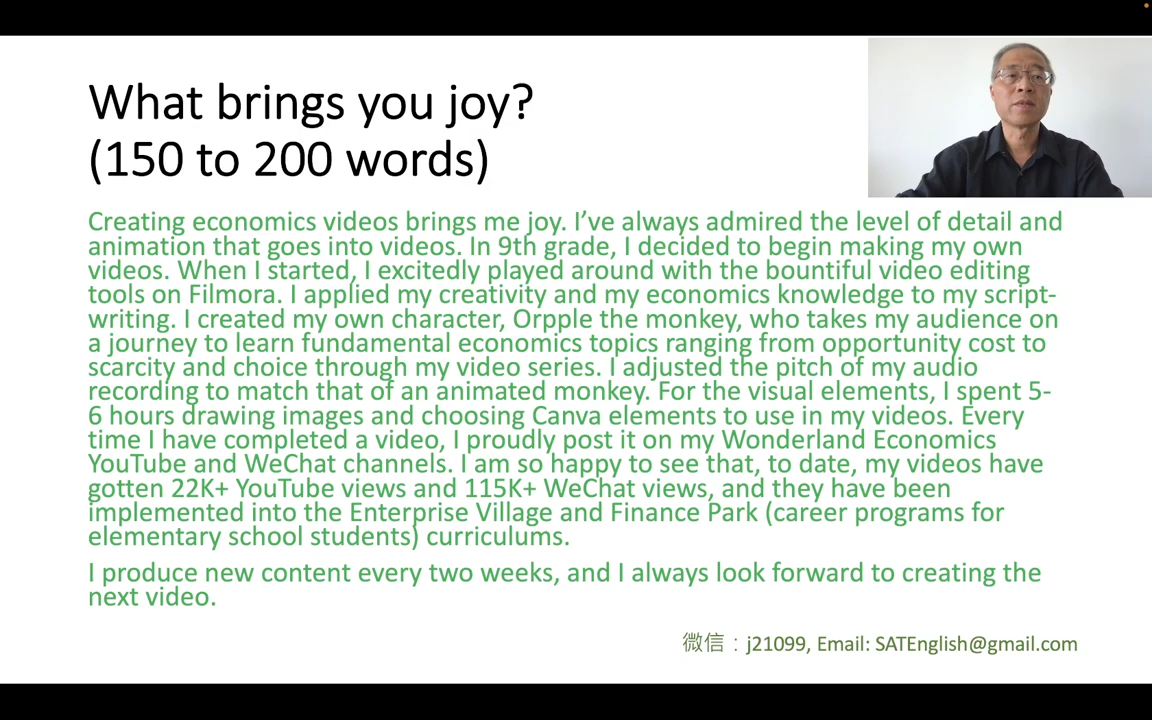 What brings you joy?
(150 to 200 words)
Creating economics videos brings me joy. I’ve always admired the level of detail and
animation that goes into videos. In 9th grade, I decided to begin making my own
videos. When I started, I excitedly played around with the bountiful video editing
tools on Filmora. I applied my creativity and my economics knowledge to my script-
writing. I created my own character, Orpple the monkey, who takes my audience on
a journey to learn fundamental economics topics ranging from opportunity cost to
scarcity and choice through my video series. I adjusted the pitch of my audio
recording to match that of an animated monkey. For the visual elements, I spent 5-
6 hours drawing images and choosing Canva elements to use in my videos. Every
time I have completed a video, I proudly post it on my Wonderland Economics
YouTube and WeChat channels. I am so happy to see that, to date, my videos have
gotten 22K+ YouTube views and 115K+ WeChat views, and they have been
implemented into the Enterprise Village and Finance Park (career programs for
elementary school students) curriculums.
I produce new content every two weeks, and I always look forward to creating the
next video.
微信：j21099, Email: SATEnglish@gmail.com